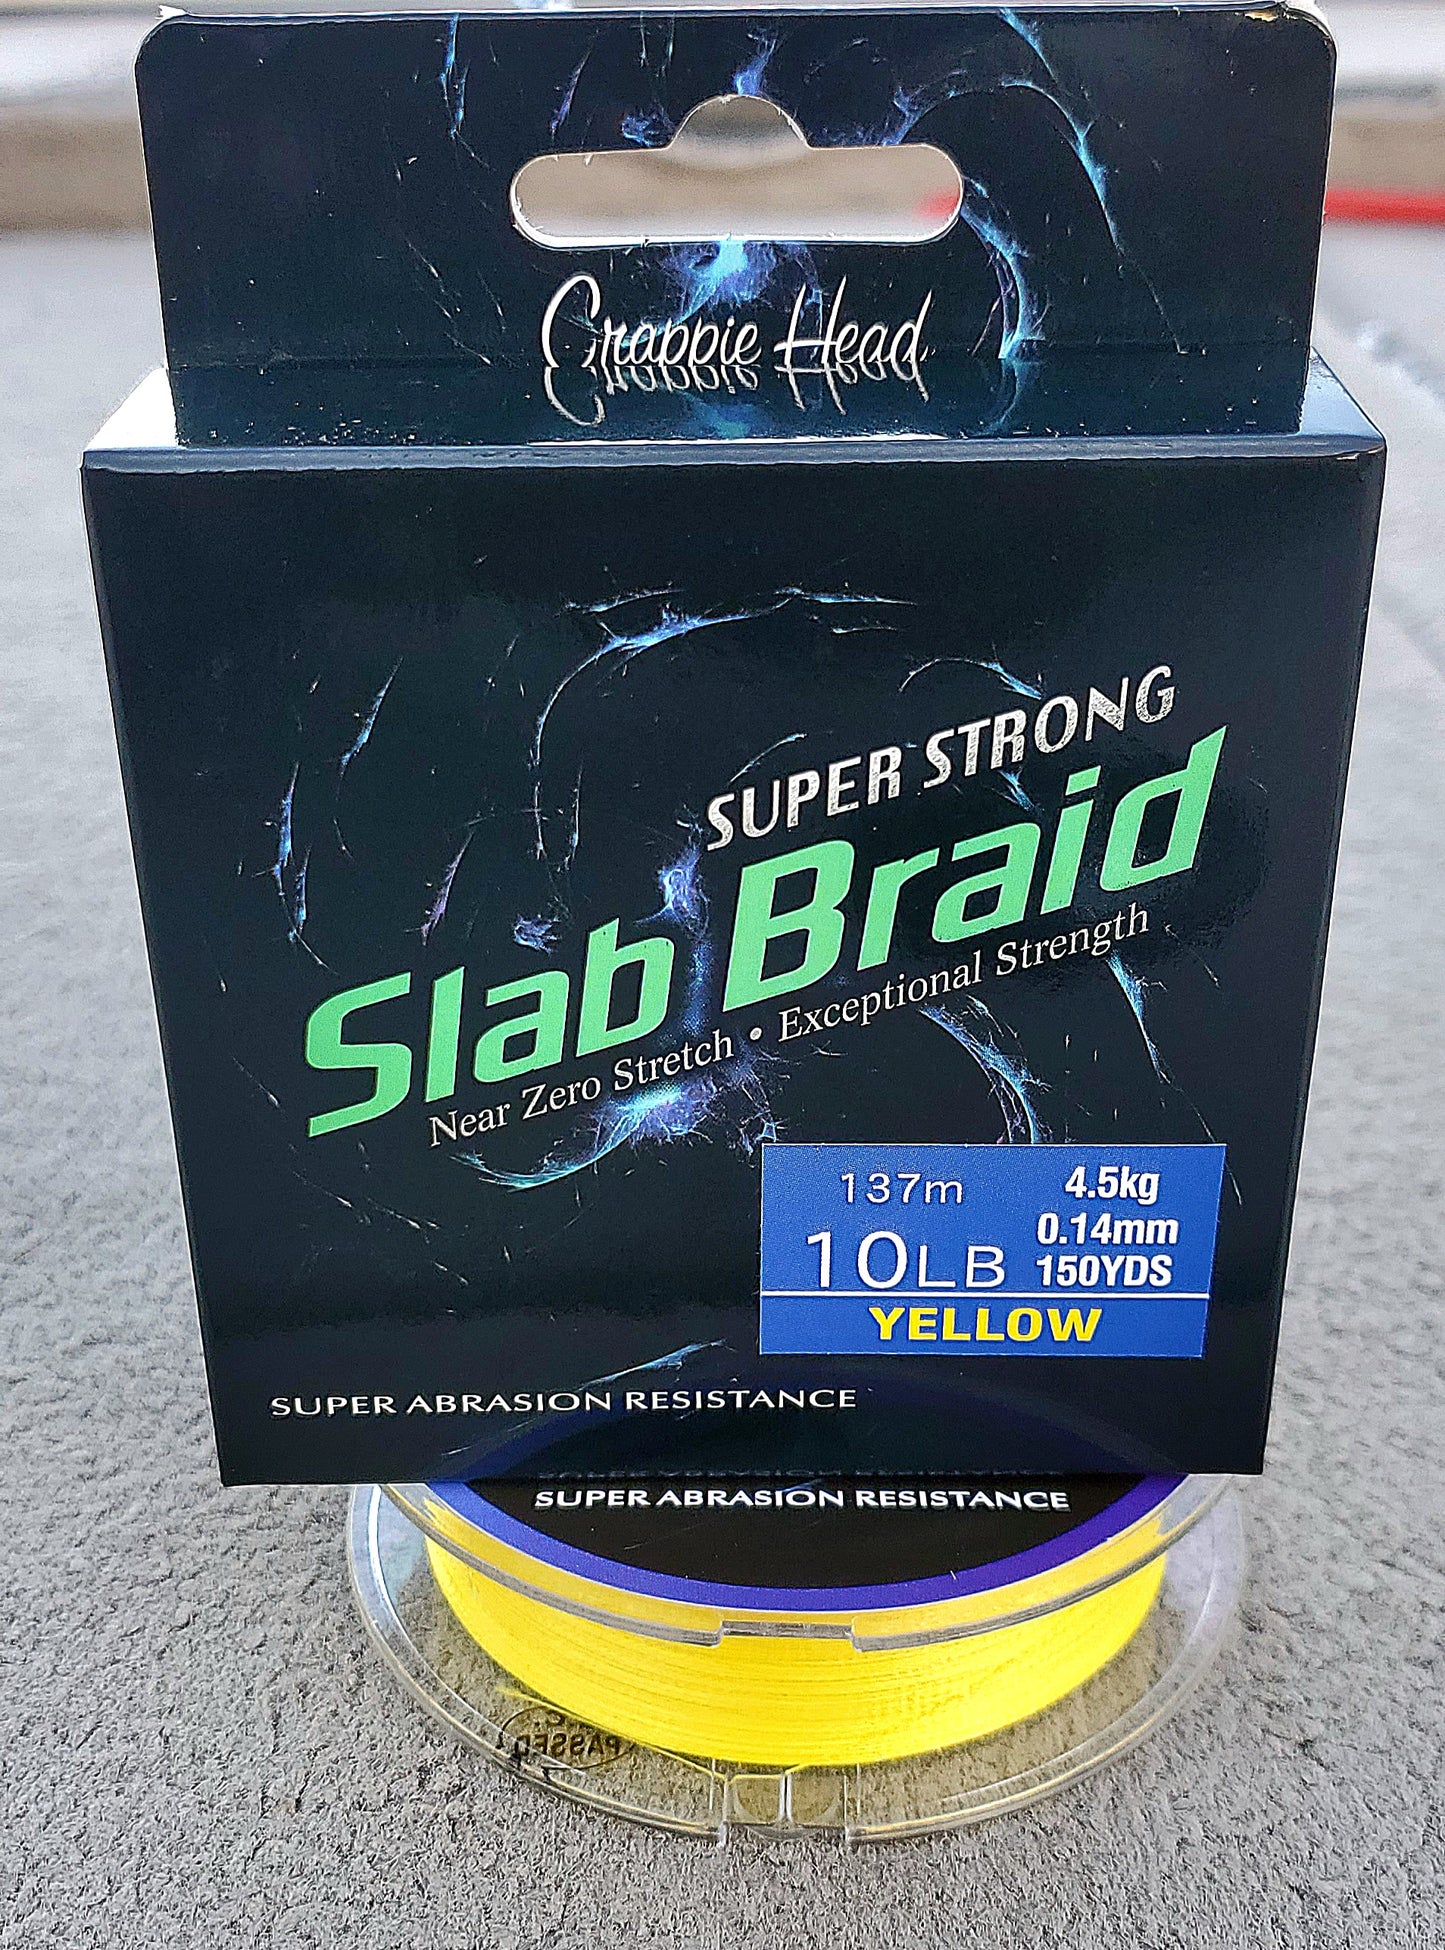 Crappie Head
SUPER STRONG
Slab Braid
Near Zero Stretch • Exceptional Strength
137m
10LB
4.5kg
0.14mm
150YDS
YELLOW
SUPER ABRASION RESISTANCE
SUPER ABRASION RESISTANCE
PASSED